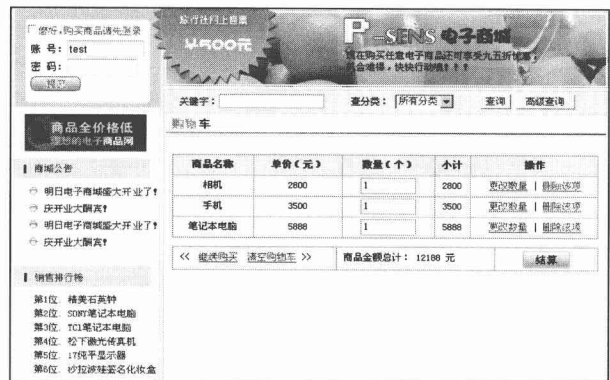 您好,购买商品请先登录
账 号: test
密 码:
提交
商品全价格低
理想的电子商品网
商城公告
明日电子商城盛大开业了!
庆开业大酬宾!
明日电子商城盛大开业了!
庆开业大酬宾!
销售排行榜
第1位 精美石英钟
第2位 SONY笔记本电脑
第3位 TCl笔记本电脑
第4位 松下激光传真机
第5位 17纯平显示器
第6位 沙拉波娃签名化妆盒
旅行社网上租赁
¥500元
P-SENS 电子商城
现在购买任意电子商品还可享受九五折优惠,
机会难得,快快行动哦!!!
关键字:
查分类: 所有分类
查询 高级查询
购物车
商品名称 单价(元) 数量(个) 小计 操作
相机 2800 1 2800 更改数量 | 删除该项
手机 3500 1 3500 更改数量 | 删除该项
笔记本电脑 5888 1 5888 更改数量 | 删除该项
<< 继续购买 清空购物车 >> 商品金额总计: 12188 元 结算